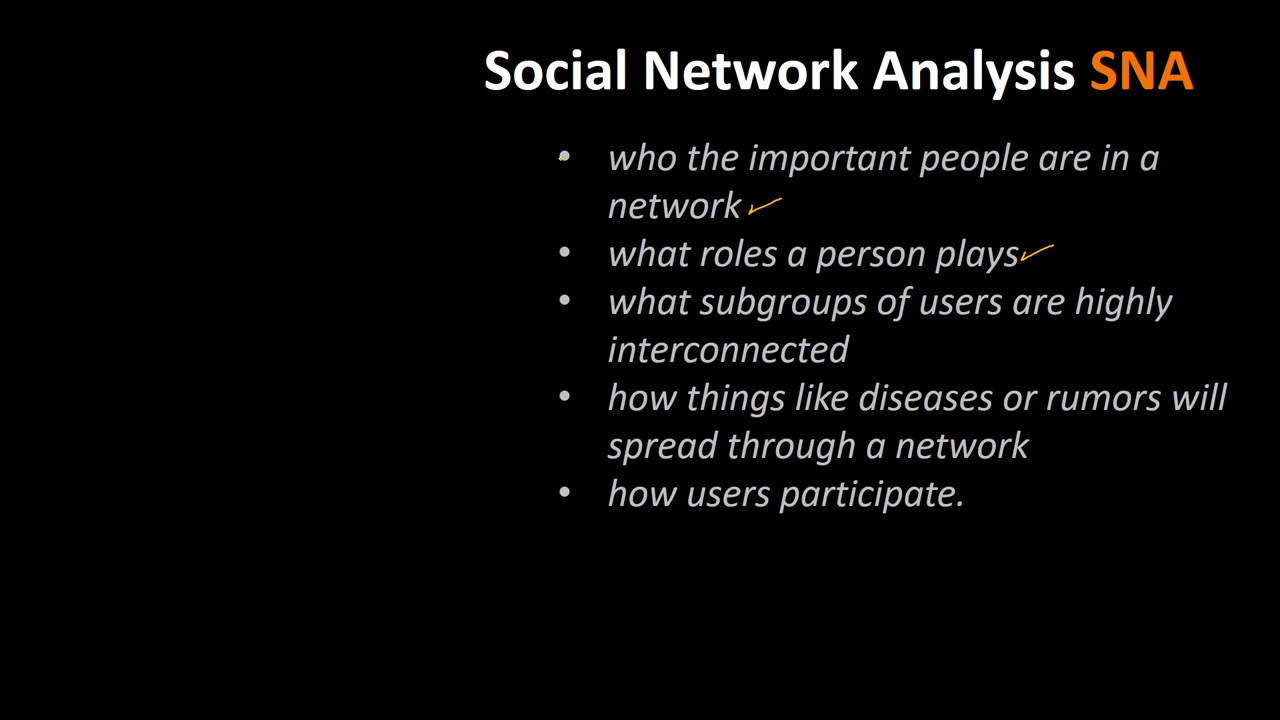 Social Network Analysis SNA
• who the important people are in a
network
• what roles a person plays
• what subgroups of users are highly
interconnected
• how things like diseases or rumors will
spread through a network
• how users participate.